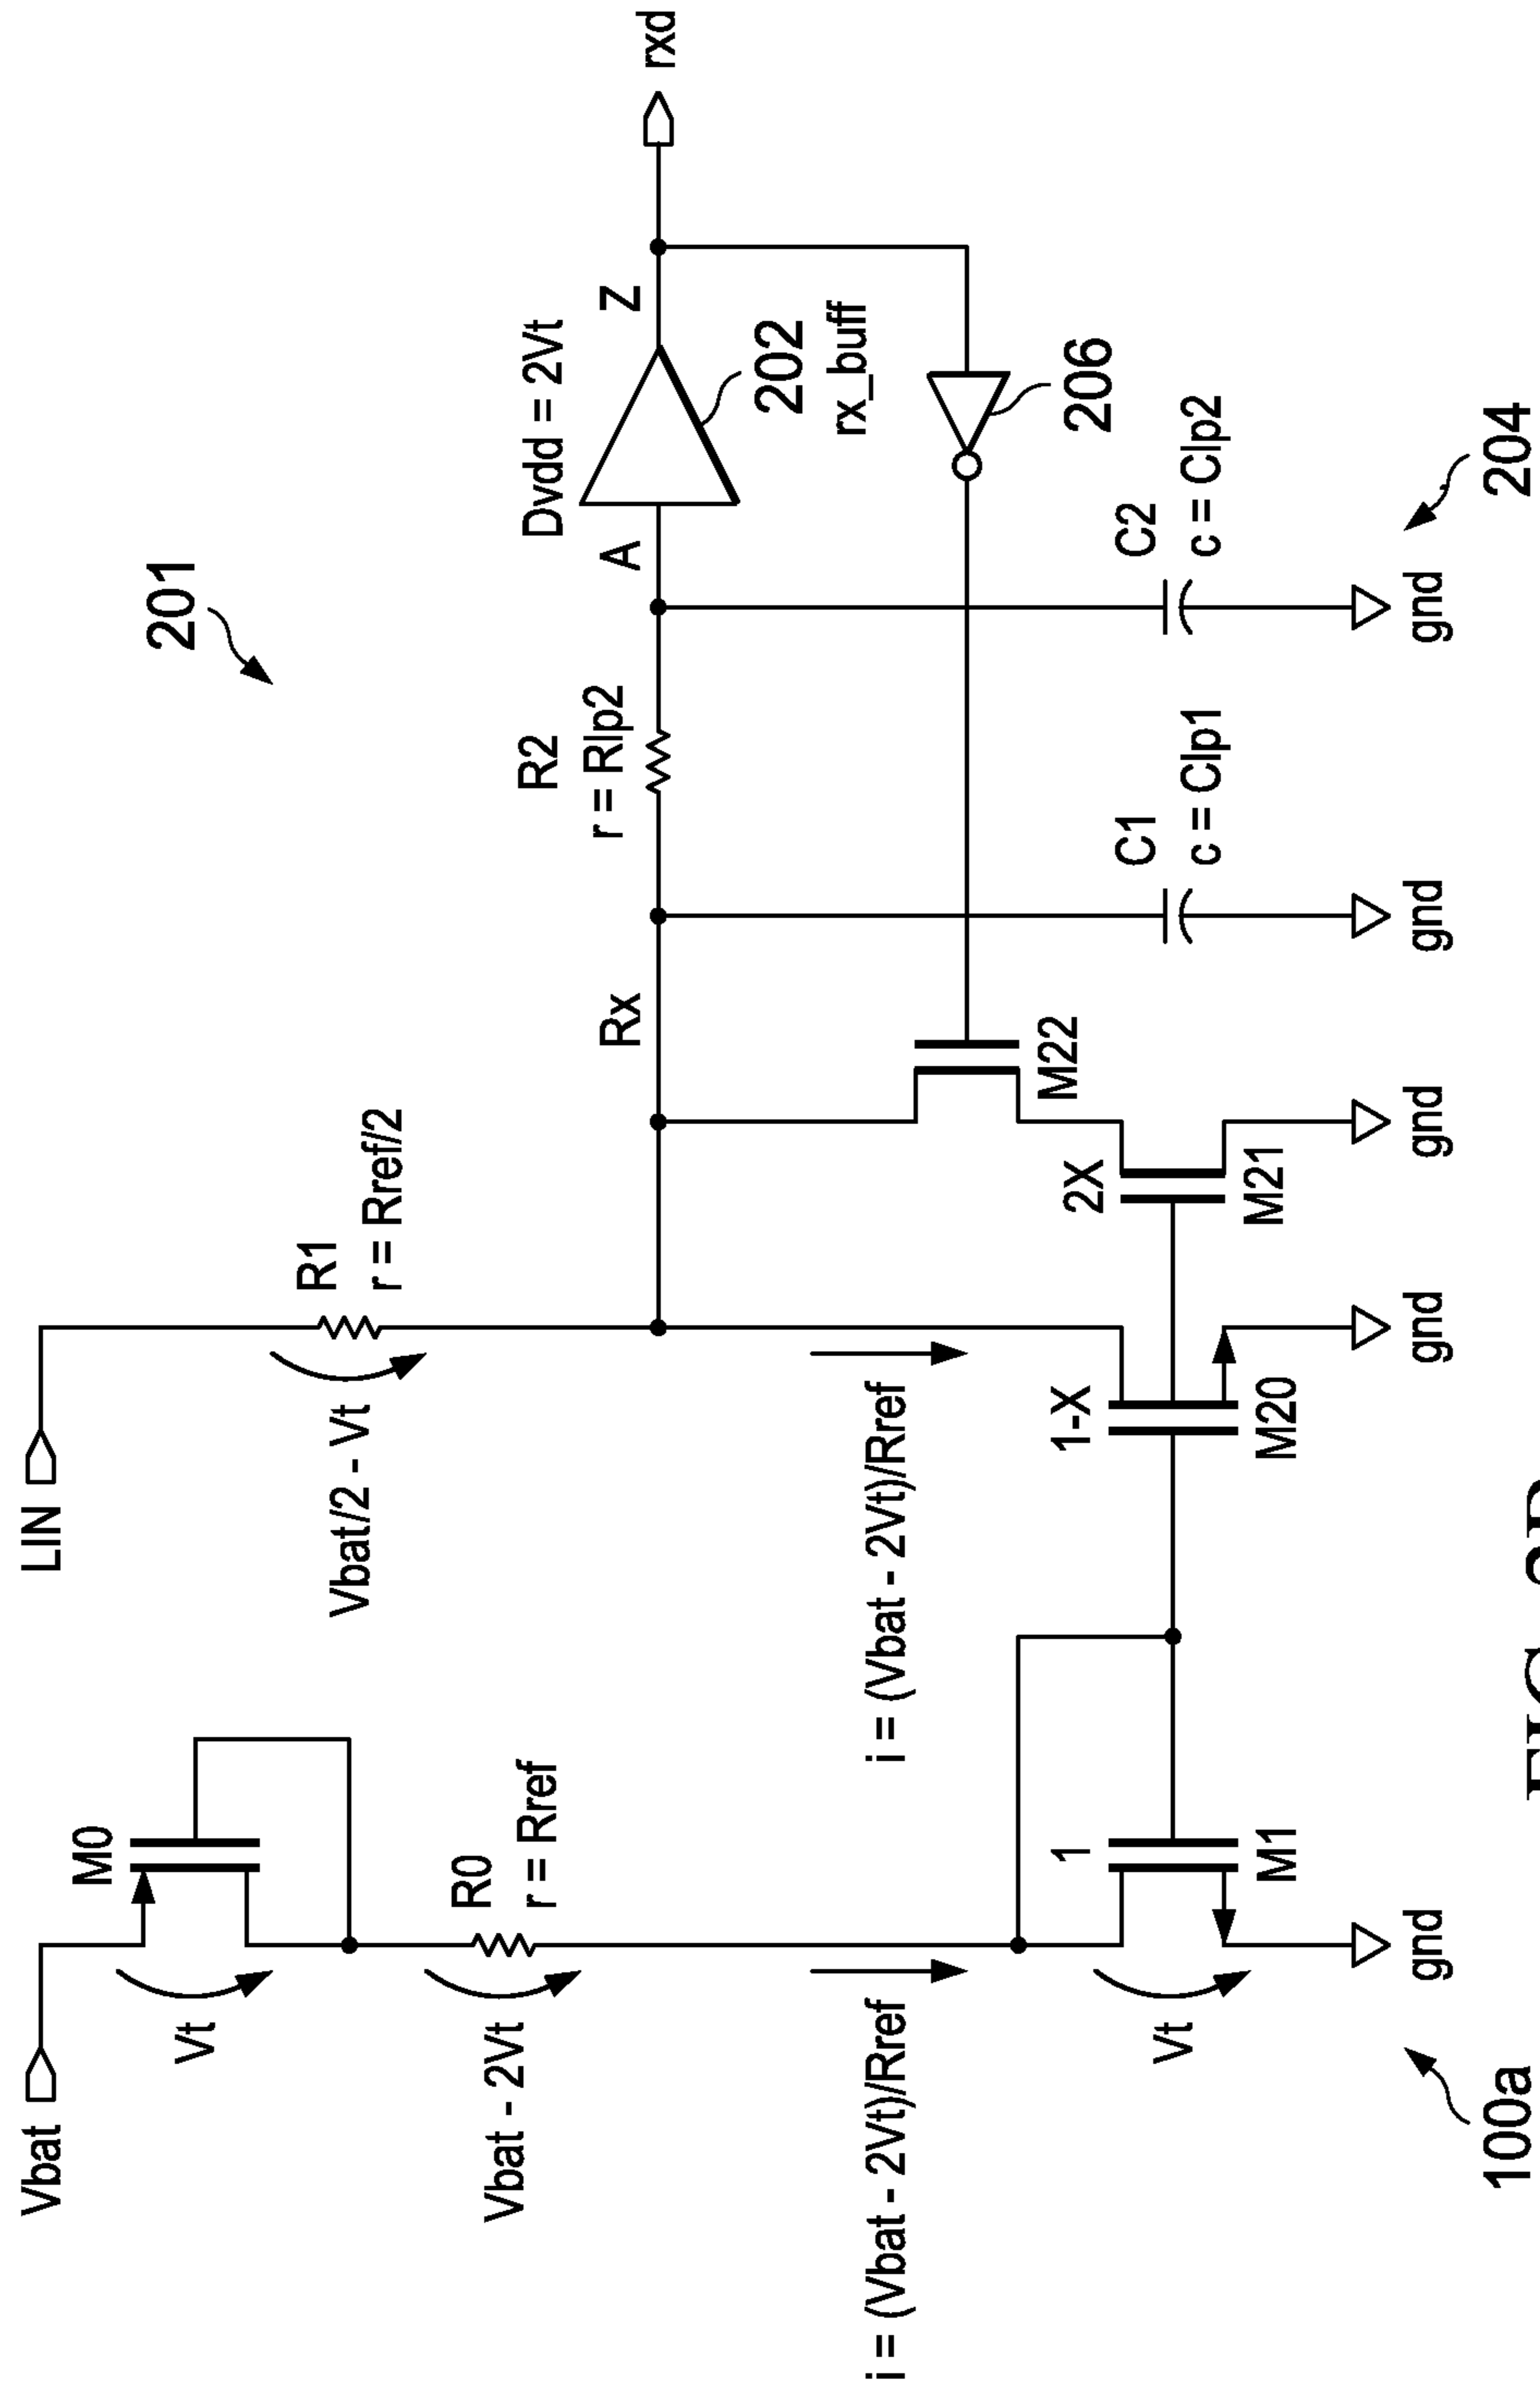 201
Vbat
M0
Vt
R0
r = Rref
Vbat - 2Vt
i = (Vbat - 2Vt)/Rref
1
M1
Vt
gnd
100a
LIN
R1
r = Rref/2
Vbat/2 - Vt
i = (Vbat - 2Vt)/Rref
1-X
M20
gnd
2X
M21
gnd
M22
Rx
R2
r = Rlp2
C1
c = Clp1
gnd
C2
c = Clp2
gnd
204
A
Dvdd = 2Vt
Z
202
rx_buff
206
rxd